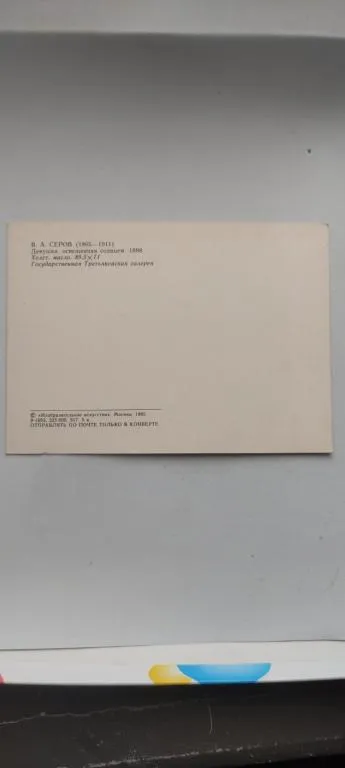 В. А. СЕРОВ (1865—1911)
Девушка, освещенная солнцем. 1888
Холст, масло. 89,5×71
Государственная Третьяковская галерея
© «Изобразительное искусство». Москва.
ОТПРАВЛЯТЬ ПО ПОЧТЕ ТОЛЬКО В КОНВЕРТЕ